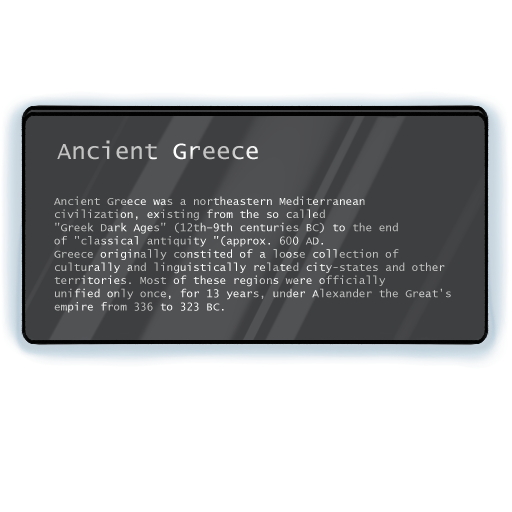 Ancient Greece
Ancient Greece was a northeastern Mediterranean
civilization, existing from the so called
"Greek Dark Ages" (12th-9th centuries BC) to the end
of "classical antiquity "(approx. 600 AD.
Greece originally constited of a loose collection of
culturally and linguistically related city-states and other
territories. Most of these regions were officially
unified only once, for 13 years, under Alexander the Great's
empire from 336 to 323 BC.